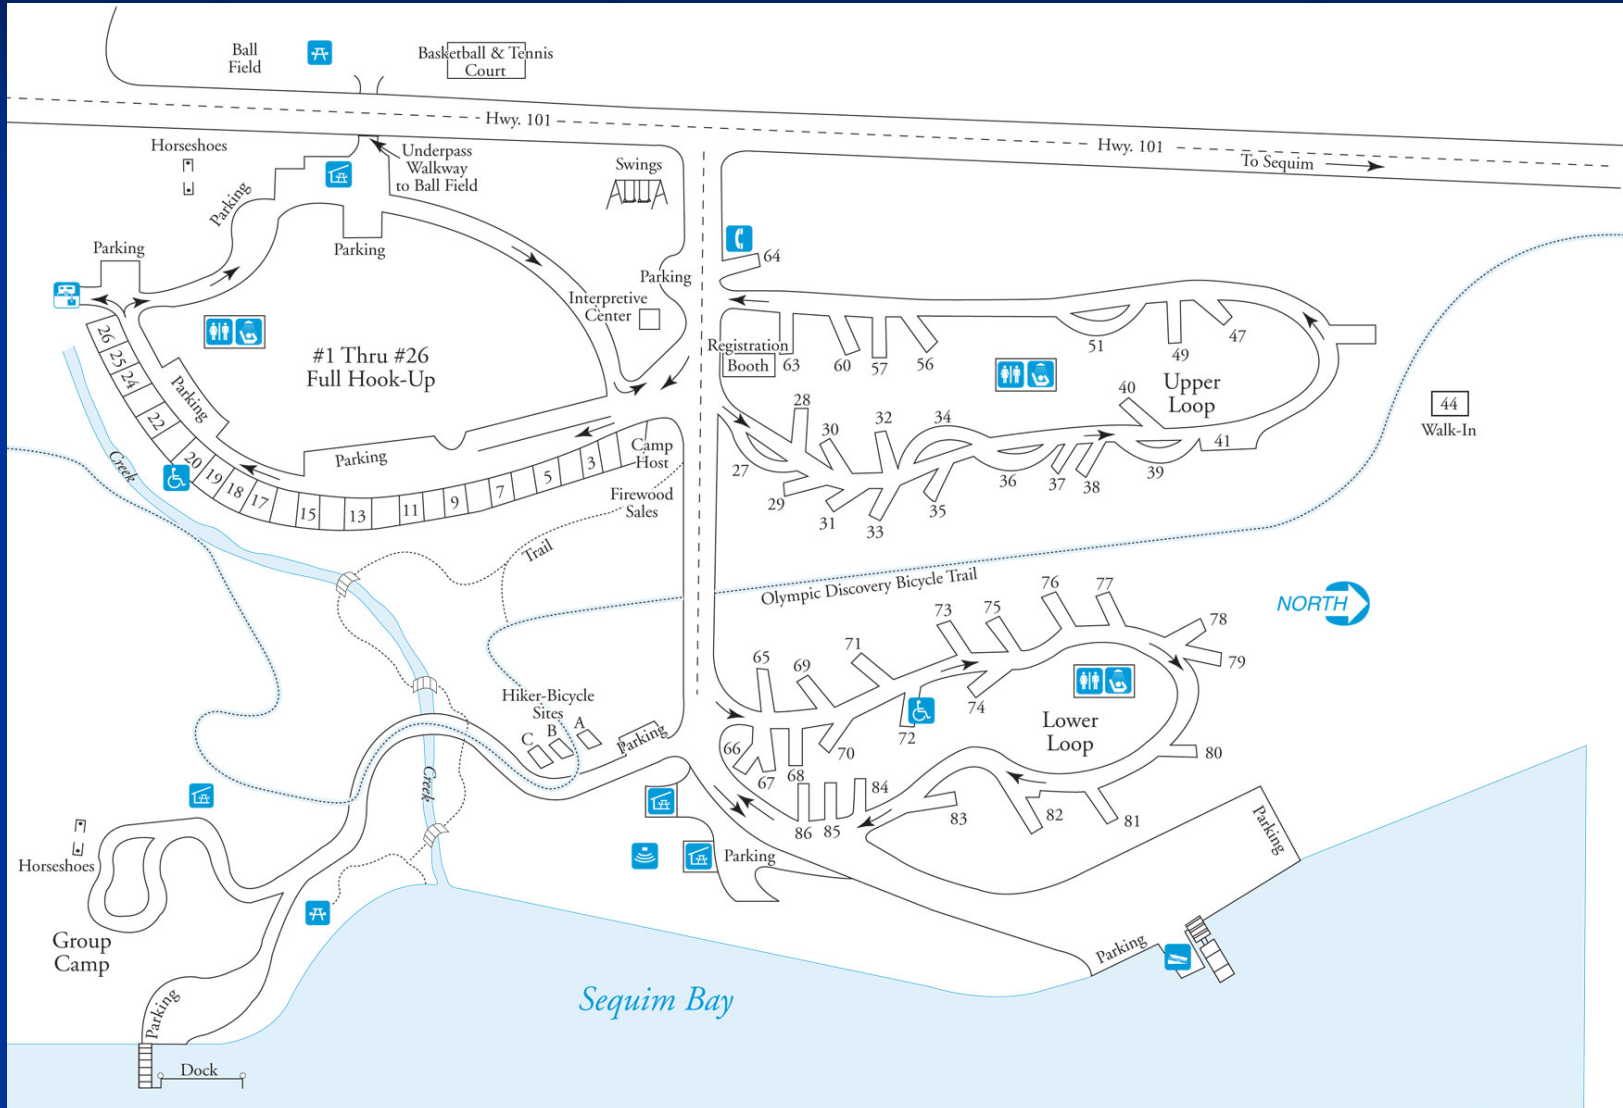 Ball
Field
Basketball & Tennis
Court
Hwy. 101
Hwy. 101
To Sequim
Horseshoes
Underpass
Walkway
to Ball Field
Swings
Parking
Parking
Parking
64
Parking
Interpretive
Center
#1 Thru #26
Full Hook-Up
Registration
Booth
63
60
57
56
51
49
47
Upper
Loop
44
Walk-In
26
25
24
22
20
19
18
17
15
13
11
9
7
5
3
Parking
Parking
Camp
Host
Firewood
Sales
28
30
32
34
40
41
27
29
31
33
35
36
37
38
39
Creek
Trail
Olympic Discovery Bicycle Trail
NORTH
65
69
71
73
75
76
77
78
79
66
67
68
70
72
74
Lower
Loop
80
Hiker-Bicycle
Sites
A
B
C
Parking
84
86
85
83
82
81
Creek
Parking
Parking
Horseshoes
Group
Camp
Parking
Parking
Sequim Bay
Dock